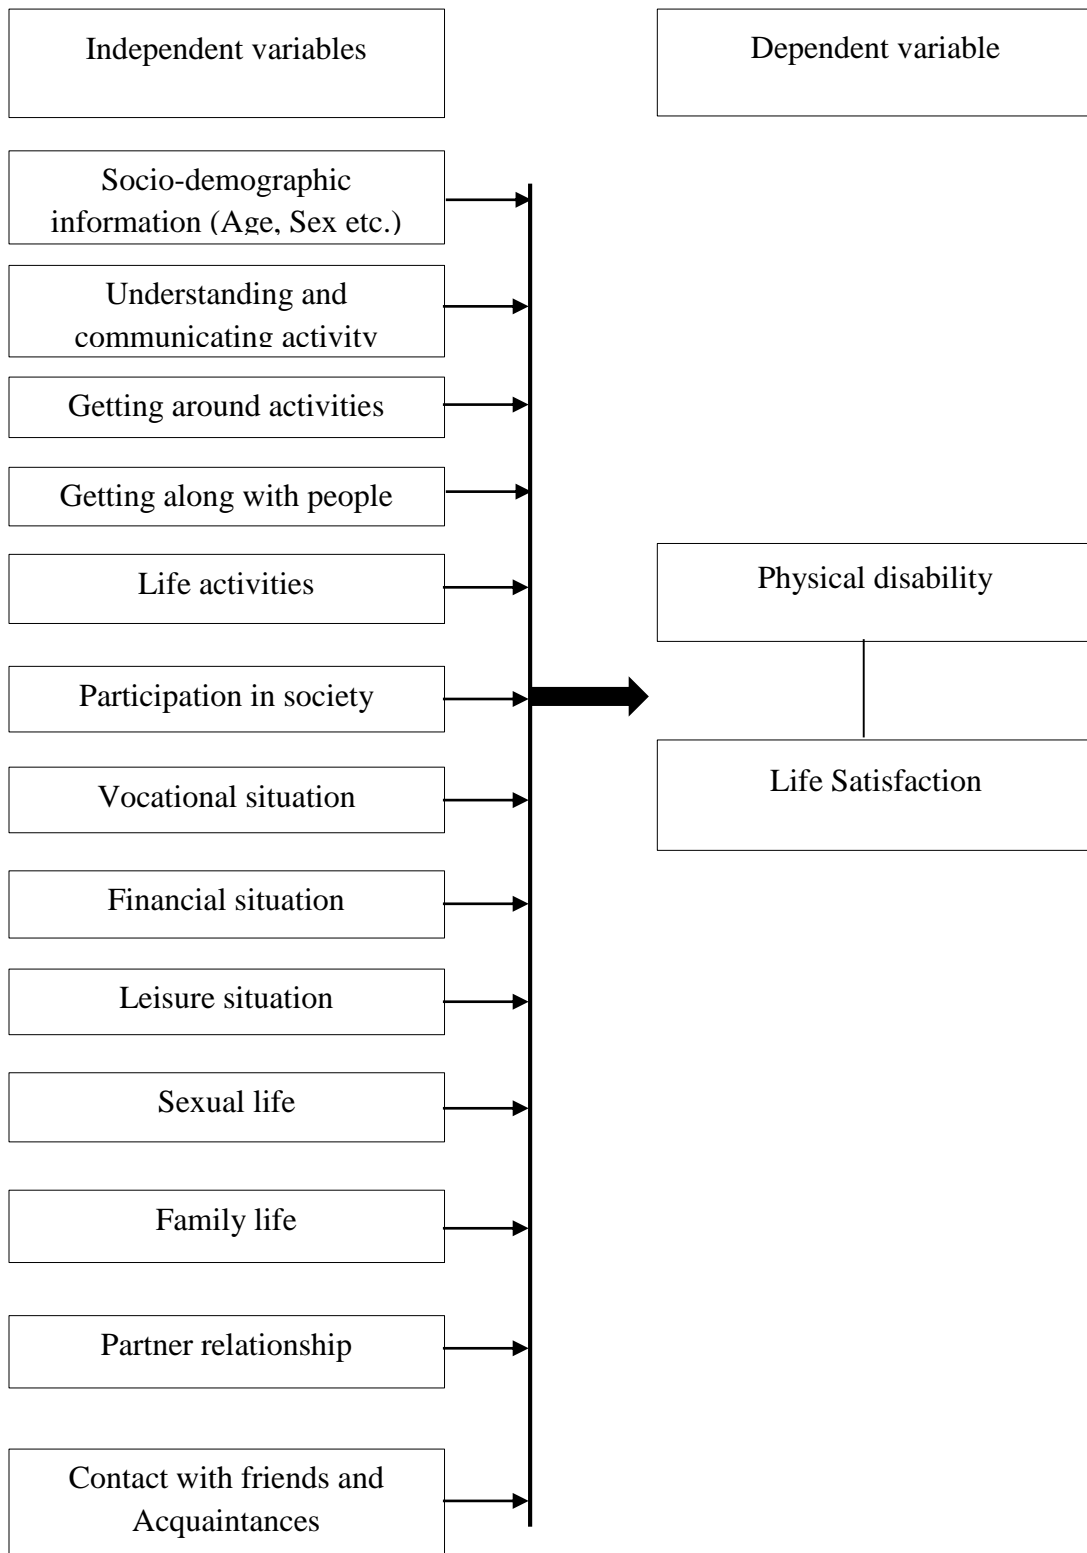 Independent variables
Dependent variable
Socio-demographic
information (Age, Sex etc.)
Understanding and
communicating activity
Getting around activities
Getting along with people
Life activities
Participation in society
Vocational situation
Financial situation
Leisure situation
Sexual life
Family life
Partner relationship
Contact with friends and
Acquaintances
Physical disability
Life Satisfaction